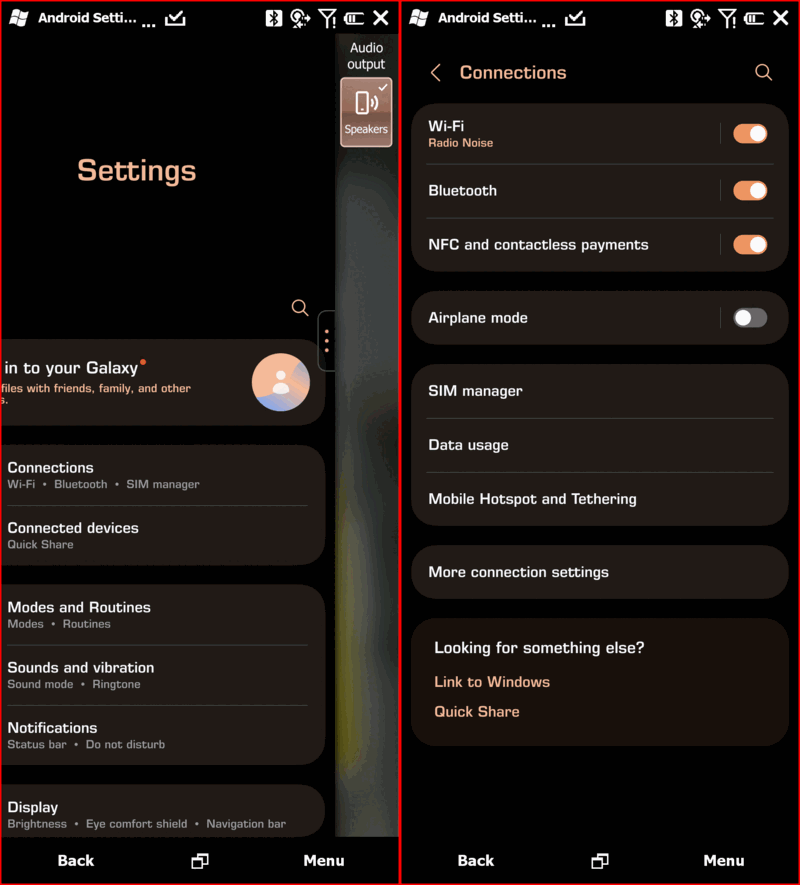 Android Setti... ...
Audio
output
Speakers
Settings
in to your Galaxy
files with friends, family, and other
s.
Connections
Wi-Fi • Bluetooth • SIM manager
Connected devices
Quick Share
Modes and Routines
Modes • Routines
Sounds and vibration
Sound mode • Ringtone
Notifications
Status bar • Do not disturb
Display
Brightness • Eye comfort shield • Navigation bar
Back
Menu
Android Setti... ...
Connections
Wi-Fi
Radio Noise
Bluetooth
NFC and contactless payments
Airplane mode
SIM manager
Data usage
Mobile Hotspot and Tethering
More connection settings
Looking for something else?
Link to Windows
Quick Share
Back
Menu